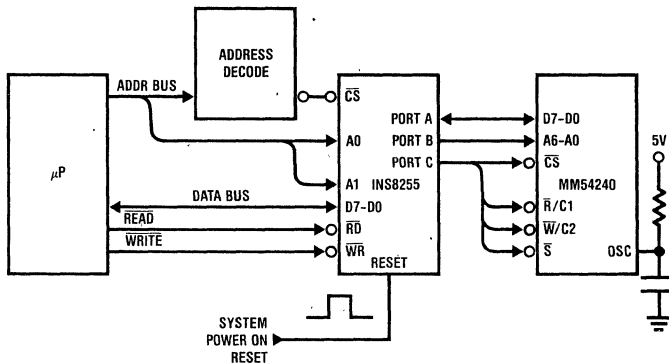 ADDRESS
DECODE
ADDR BUS
μP
DATA BUS
READ
WRITE
CS
A0
A1
D7-D0
RD
WR
PORT A
PORT B
PORT C
INS8255
RESET
SYSTEM
POWER ON
RESET
D7-D0
A6-A0
CS
MM54240
R/C1
W/C2
S
OSC
5V